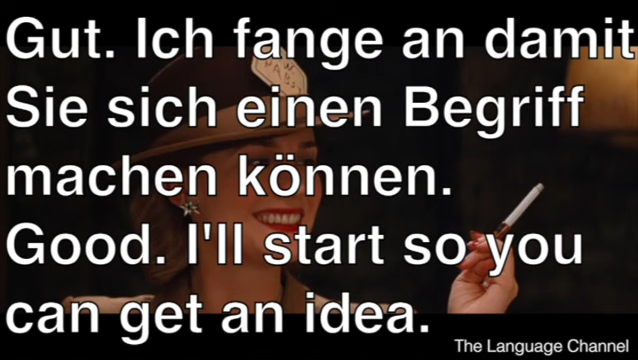 Gut. Ich fange an damit
Sie sich einen Begriff
machen können.
Good. I'll start so you
can get an idea.
The Language Channel